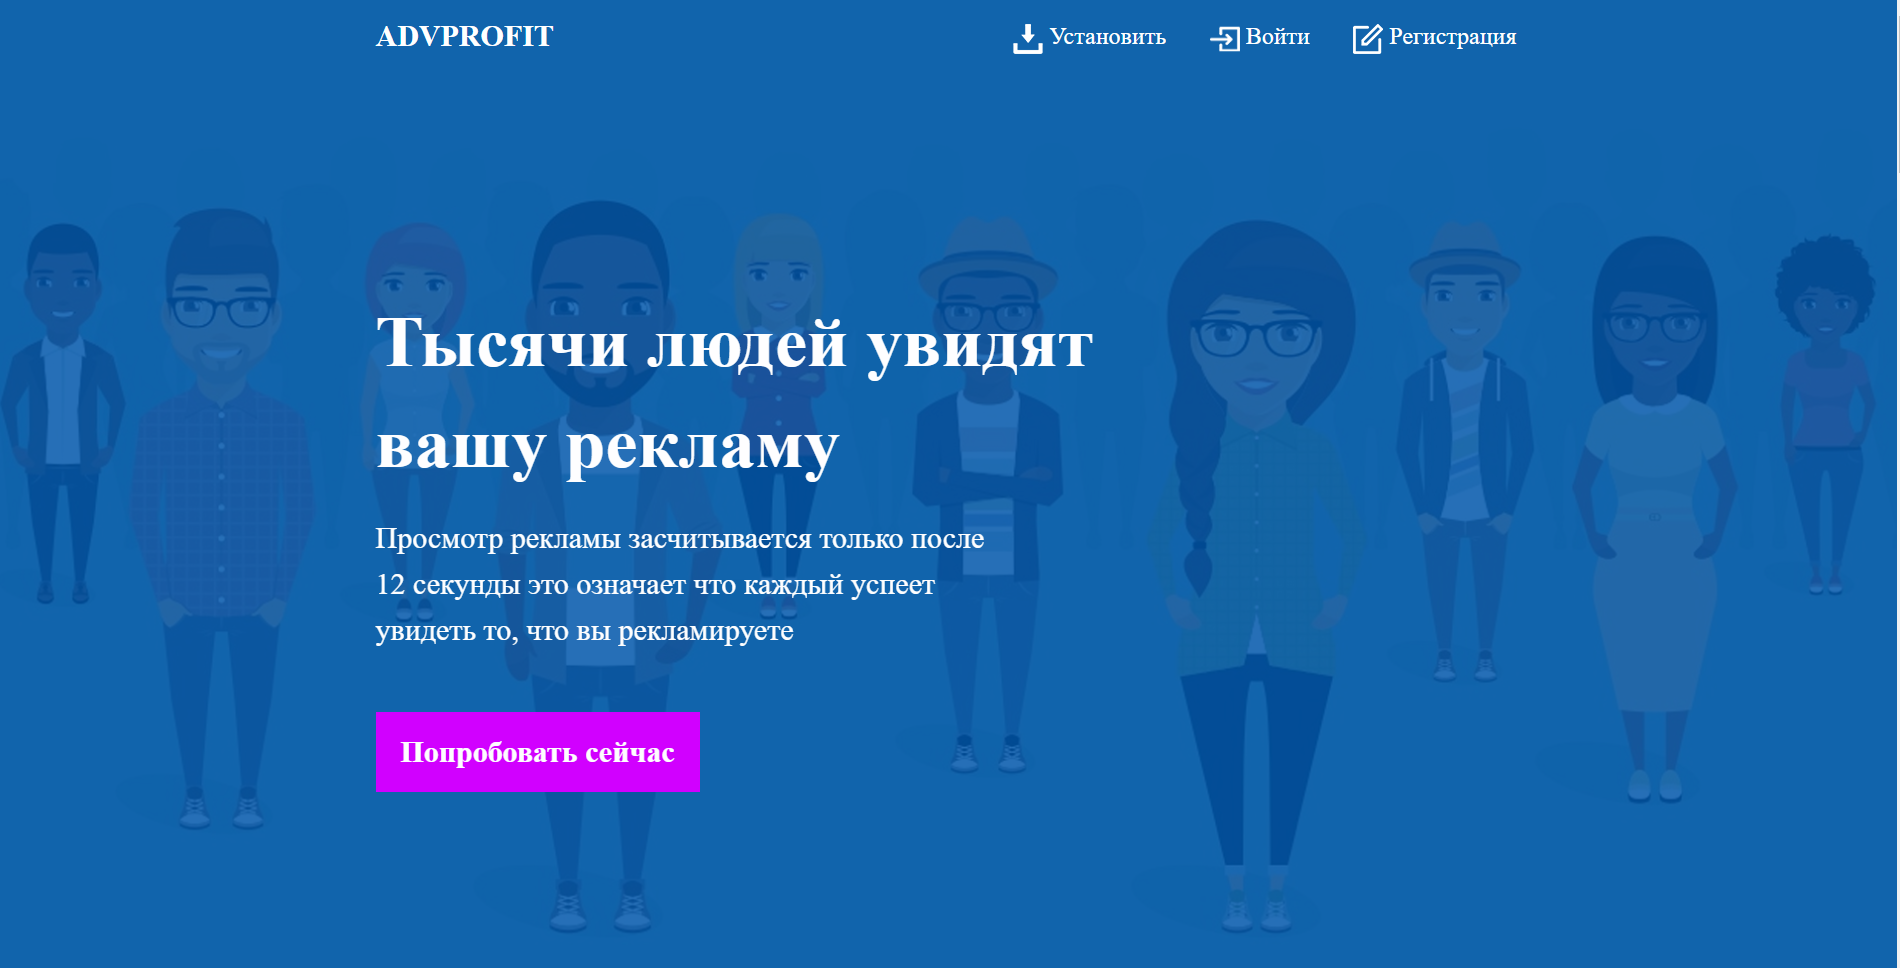 ADVPROFIT
Установить
Войти
Регистрация
Тысячи людей увидят
вашу рекламу
Просмотр рекламы засчитывается только после
12 секунды это означает что каждый успеет
увидеть то, что вы рекламируете
Попробовать сейчас